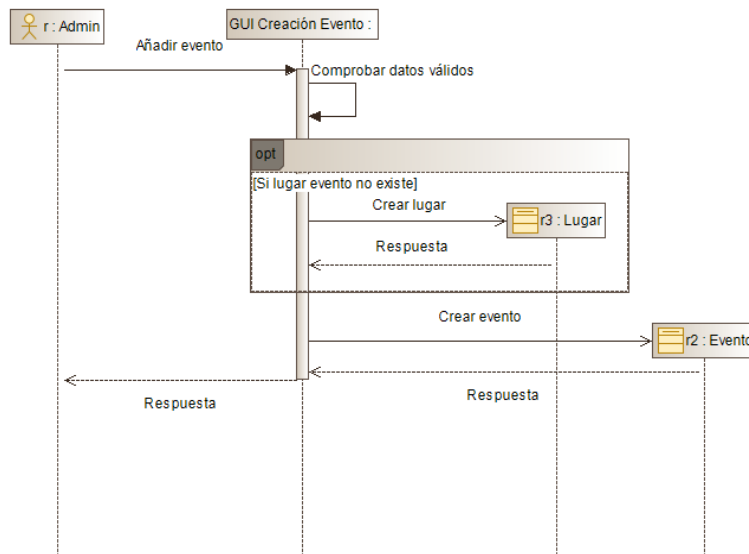 r : Admin
GUI Creación Evento :
Añadir evento
Comprobar datos válidos
opt
[Si lugar evento no existe]
Crear lugar
r3 : Lugar
Respuesta
Crear evento
r2 : Evento
Respuesta
Respuesta